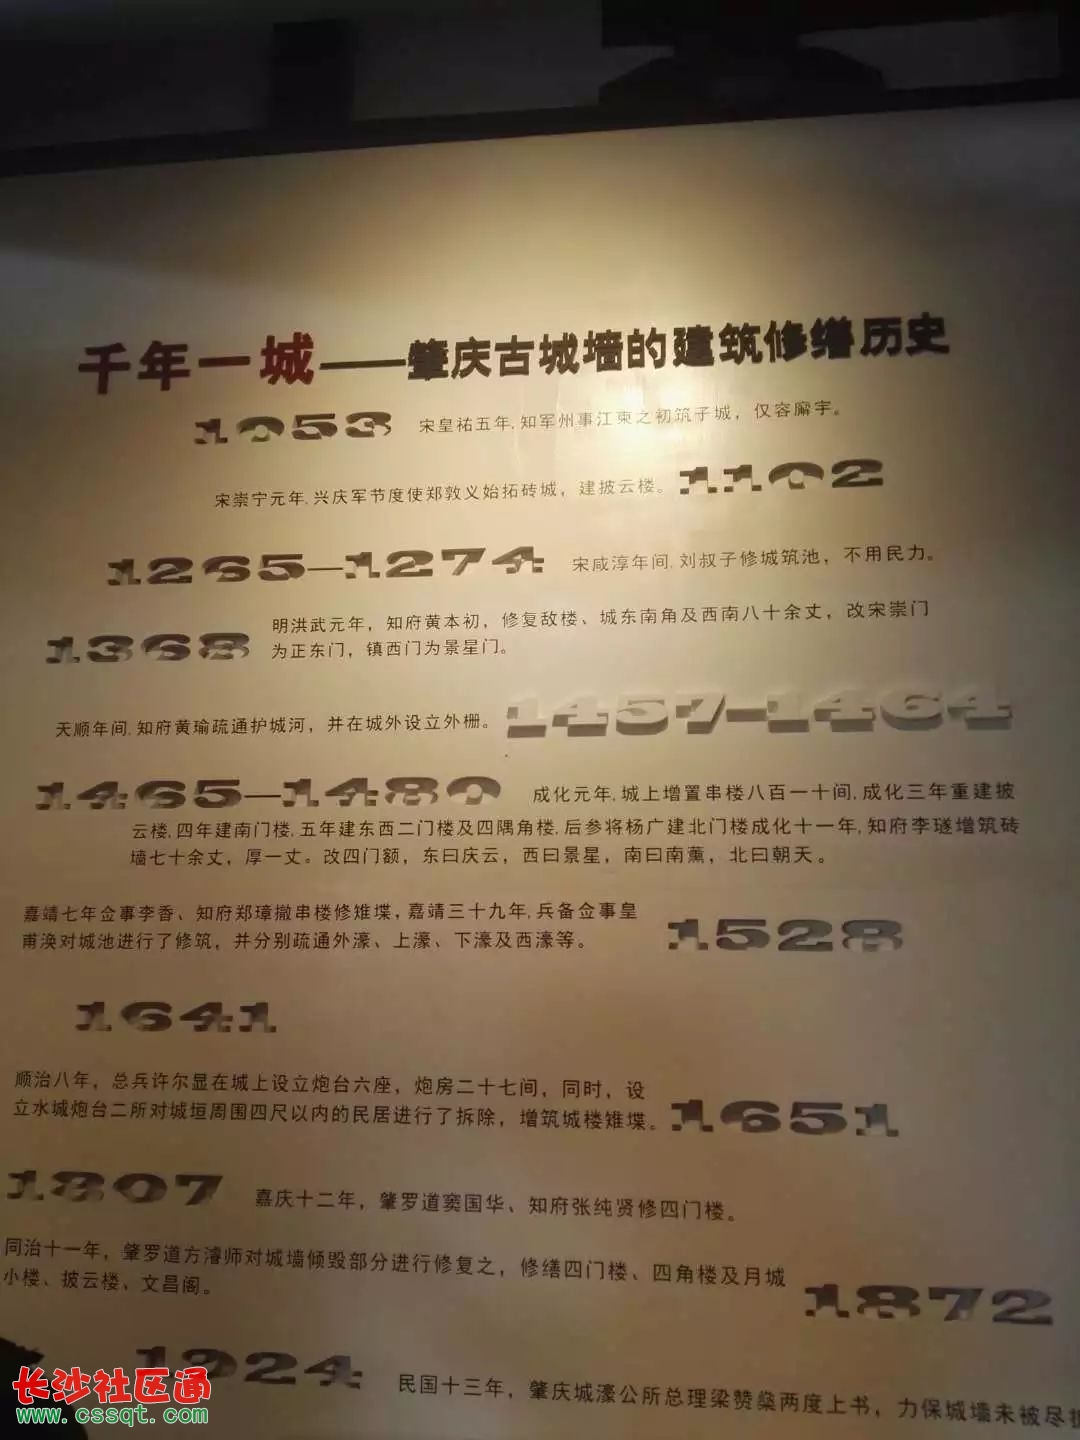 千年一城——肇庆古城墙的建筑修缮历史
1053 宋皇祐五年,知军州事江柬之初筑子城，仅容廨宇。
宋崇宁元年,兴庆军节度使郑敦义始拓砖城，建披云楼。 1102
1265—1274 宋咸淳年间,刘叔子修城筑池，不用民力。
1368 明洪武元年，知府黄本初，修复敌楼、城东南角及西南八十余丈，改宋崇门
为正东门，镇西门为景星门。
天顺年间,知府黄瑜疏通护城河，并在城外设立外栅。 1457—1464
1465—1480 成化元年,城上增置串楼八百一十间,成化三年重建披
云楼,四年建南门楼,五年建东西二门楼及四隅角楼,后参将杨广建北门楼成化十一年,知府李璲增筑砖
墙七十余丈，厚一丈。改四门额，东曰庆云，西曰景星，南曰南薰，北曰朝天。
嘉靖七年佥事李香、知府郑璋撤串楼修雉堞，嘉靖三十九年,兵备佥事皇
甫涣对城池进行了修筑，并分别疏通外濠、上濠、下濠及西濠等。 1528
1641
顺治八年，总兵许尔显在城上设立炮台六座，炮房二十七间，同时，设
立水城炮台二所对城垣周围四尺以内的民居进行了拆除，增筑城楼雉堞。 1651
1807 嘉庆十二年，肇罗道窦国华、知府张纯贤修四门楼。
同治十一年，肇罗道方濬师对城墙倾毁部分进行修复之，修缮四门楼、四角楼及月城
小楼、披云楼、文昌阁。 1872
1924 民国十三年，肇庆城濠公所总理梁赞燊两度上书，力保城墙未被尽
长沙社区通
www.cssqt.com